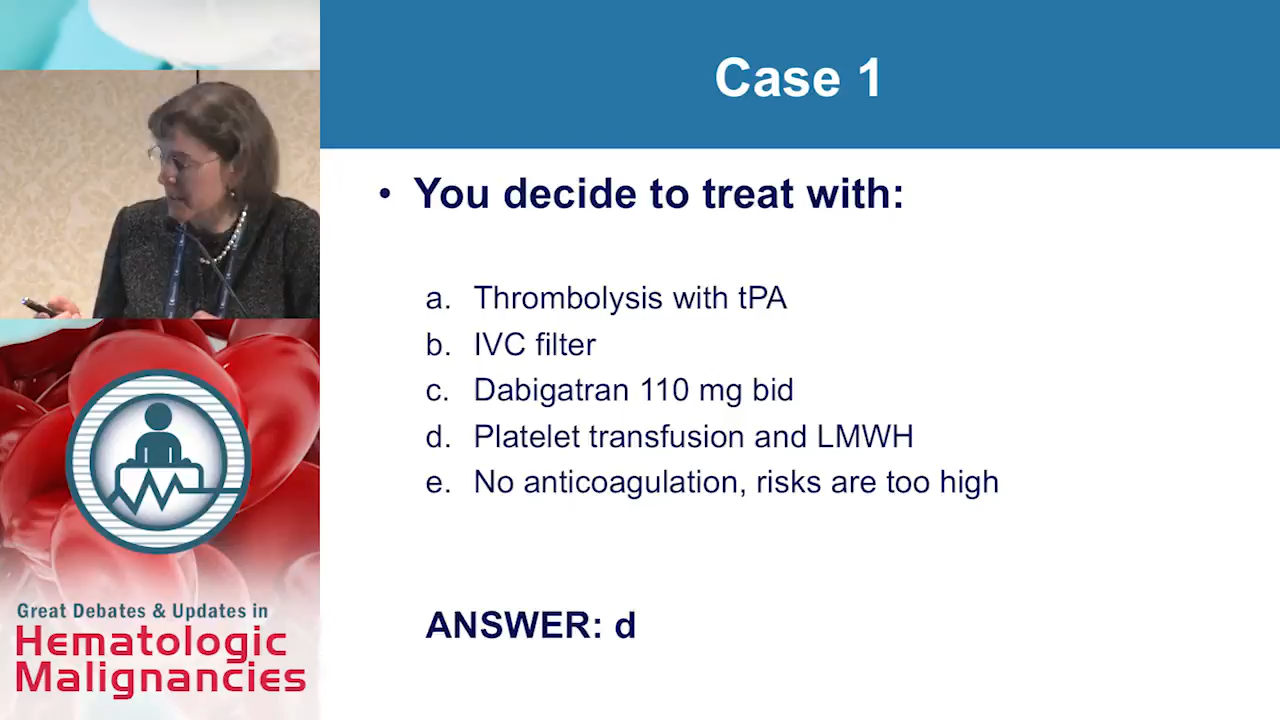 Case 1
• You decide to treat with:
a. Thrombolysis with tPA
b. IVC filter
c. Dabigatran 110 mg bid
d. Platelet transfusion and LMWH
e. No anticoagulation, risks are too high
ANSWER: d
Great Debates & Updates in
Hematologic
Malignancies